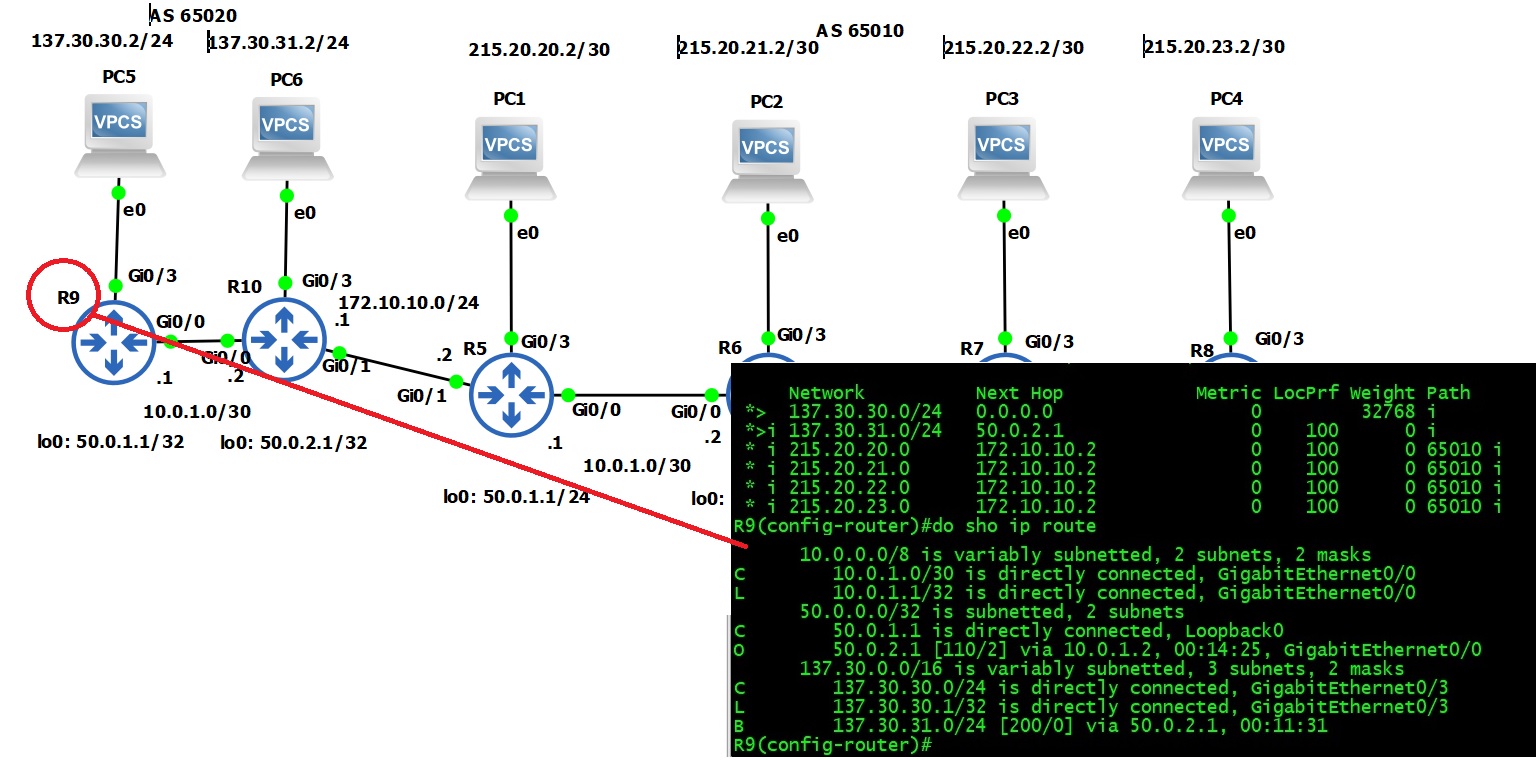 AS 65020
137.30.30.2/24
137.30.31.2/24
AS 65010
215.20.20.2/30
215.20.21.2/30
215.20.22.2/30
215.20.23.2/30
PC5
PC6
PC1
PC2
PC3
PC4
VPCS
VPCS
VPCS
VPCS
VPCS
VPCS
e0
e0
e0
e0
e0
e0
Gi0/3
Gi0/3
R9
R10
172.10.10.0/24
.1
Gi0/0
Gi0/0
Gi0/1
.1
.2
.2
R5
Gi0/3
Gi0/1
R6
Gi0/3
R7
Gi0/3
R8
Gi0/3
10.0.1.0/30
lo0: 50.0.1.1/32
lo0: 50.0.2.1/32
Gi0/0
Gi0/0
.1
.2
10.0.1.0/30
lo0: 50.0.1.1/24
lo0:
Network Next Hop Metric LocPrf Weight Path
*> 137.30.30.0/24 0.0.0.0 0 32768 i
*>i 137.30.31.0/24 50.0.2.1 0 100 0 i
* i 215.20.20.0 172.10.10.2 0 100 0 65010 i
* i 215.20.21.0 172.10.10.2 0 100 0 65010 i
* i 215.20.22.0 172.10.10.2 0 100 0 65010 i
* i 215.20.23.0 172.10.10.2 0 100 0 65010 i
R9(config-router)#do sho ip route
10.0.0.0/8 is variably subnetted, 2 subnets, 2 masks
C 10.0.1.0/30 is directly connected, GigabitEthernet0/0
L 10.0.1.1/32 is directly connected, GigabitEthernet0/0
50.0.0.0/32 is subnetted, 2 subnets
C 50.0.1.1 is directly connected, Loopback0
O 50.0.2.1 [110/2] via 10.0.1.2, 00:14:25, GigabitEthernet0/0
137.30.0.0/16 is variably subnetted, 3 subnets, 2 masks
C 137.30.30.0/24 is directly connected, GigabitEthernet0/3
L 137.30.30.1/32 is directly connected, GigabitEthernet0/3
B 137.30.31.0/24 [200/0] via 50.0.2.1, 00:11:31
R9(config-router)#